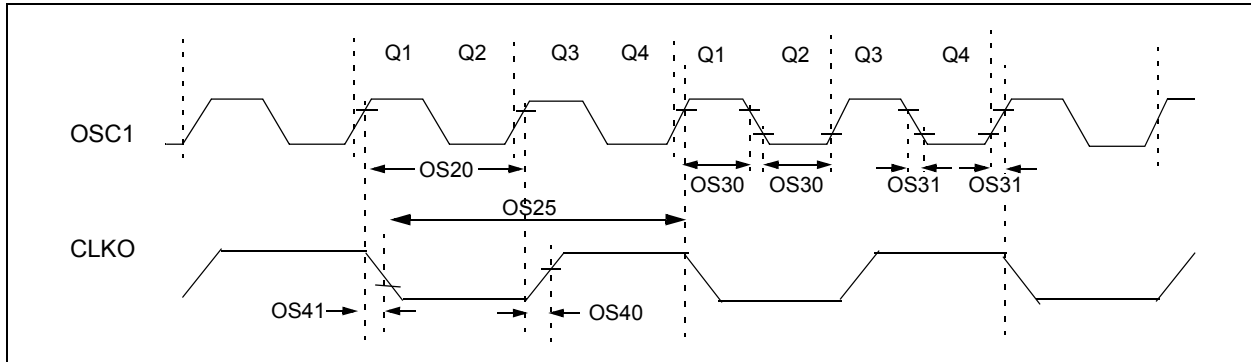 Q1 Q2 Q3 Q4 Q1 Q2 Q3 Q4
OSC1
OS20 OS30 OS30 OS31 OS31
OS25
CLKO
OS41 OS40